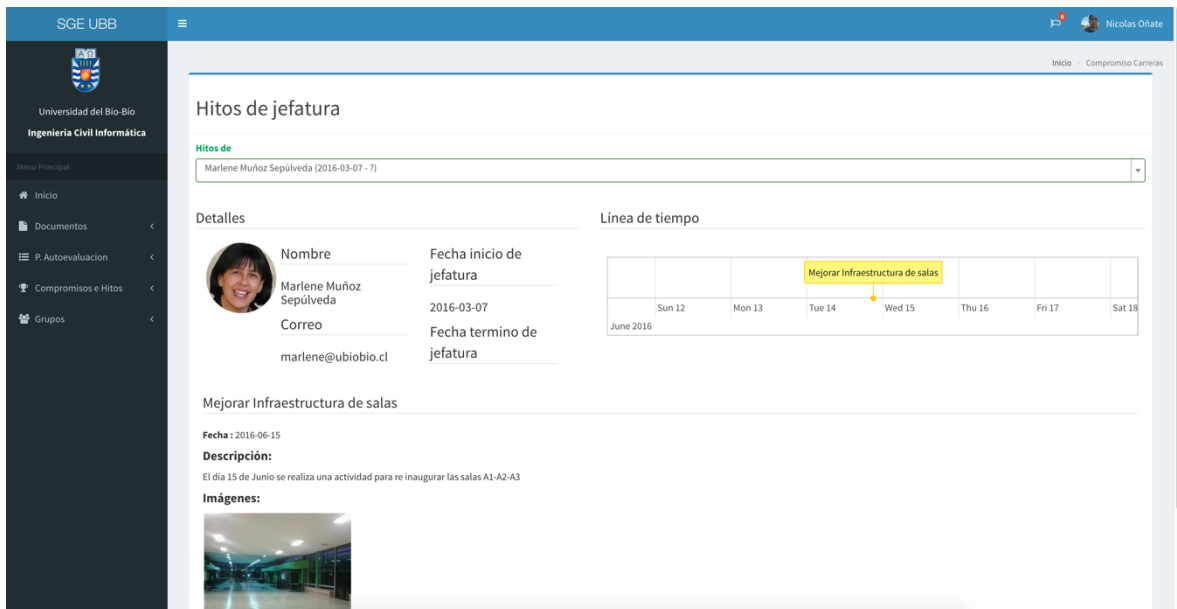 SGE UBB
9
Nicolas Oñate
Inicio > Compromiso Carreras
Universidad del Bio-Bío
Ingenieria Civil Informática
Menu Principal
Inicio
Documentos
P. Autoevaluacion
Compromisos e Hitos
Grupos
Hitos de jefatura
Hitos de
Marlene Muñoz Sepúlveda (2016-03-07 - ?)
Detalles
Nombre
Marlene Muñoz
Sepúlveda
Correo
marlene@ubiobio.cl
Fecha inicio de
jefatura
2016-03-07
Fecha termino de
jefatura
Línea de tiempo
Mejorar Infraestructura de salas
Sun 12 Mon 13 Tue 14 Wed 15 Thu 16 Fri 17 Sat 18
June 2016
Mejorar Infraestructura de salas
Fecha : 2016-06-15
Descripción:
El día 15 de Junio se realiza una actividad para re inaugurar las salas A1-A2-A3
Imágenes: